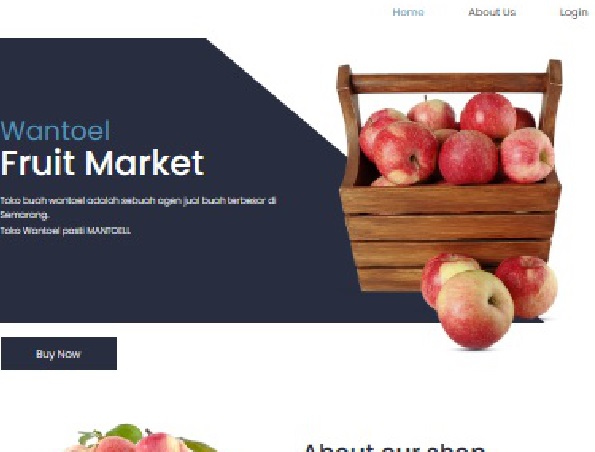 Home About Us Login
Wantoel
Fruit Market
Toko buah wantoel adalah sebuah agen jual buah terbesar di
Semarang.
Toko Wantoel pasti MANTOELL
Buy Now
About our shop